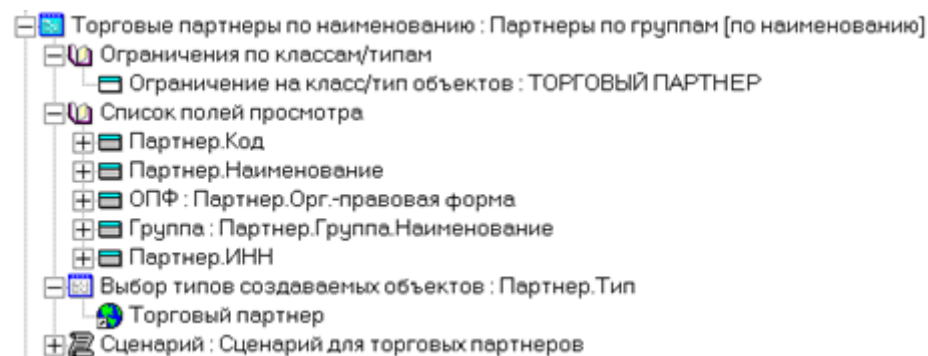 Торговые партнеры по наименованию : Партнеры по группам [по наименованию]
Ограничения по классам/типам
Ограничение на класс/тип объектов : ТОРГОВЫЙ ПАРТНЕР
Список полей просмотра
Партнер.Код
Партнер.Наименование
ОПФ : Партнер.Орг.-правовая форма
Группа : Партнер.Группа.Наименование
Партнер.ИНН
Выбор типов создаваемых объектов : Партнер.Тип
Торговый партнер
Сценарий : Сценарий для торговых партнеров